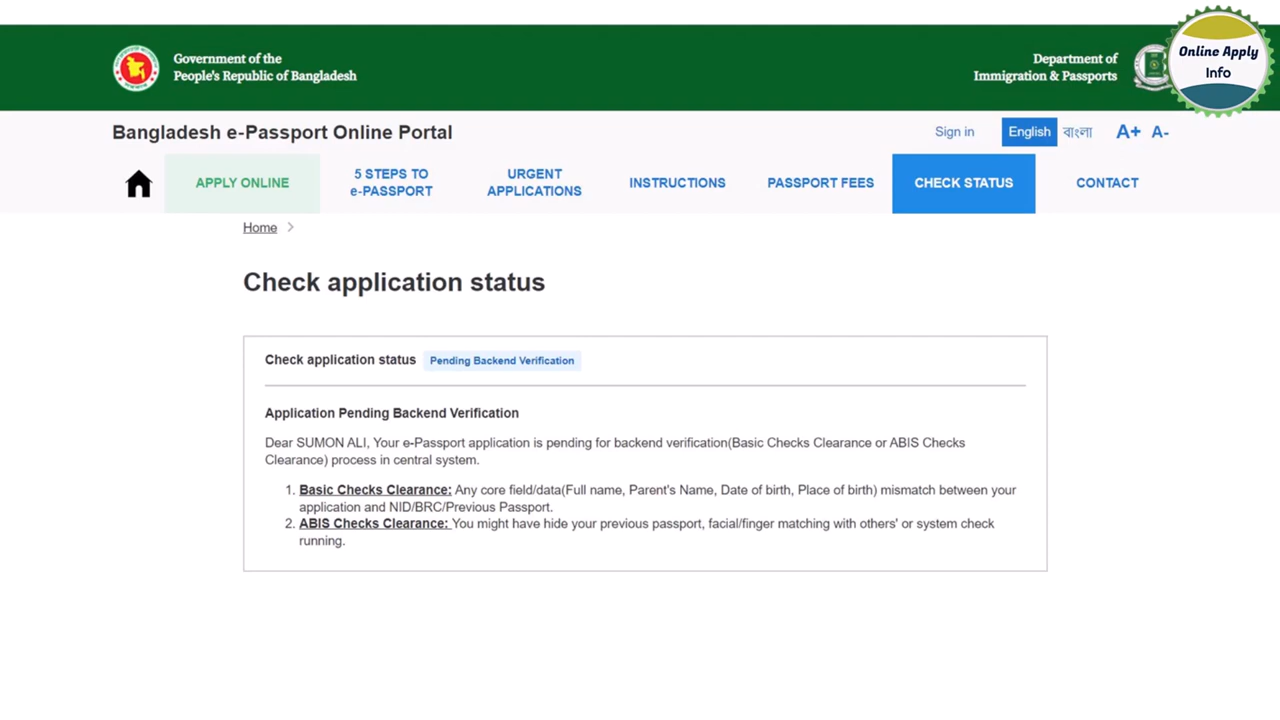 Government of the
People's Republic of Bangladesh
Department of
Immigration & Passports
Online Apply
Info
Bangladesh e-Passport Online Portal
Sign in
English
বাংলা
A+
A-
APPLY ONLINE
5 STEPS TO
e-PASSPORT
URGENT
APPLICATIONS
INSTRUCTIONS
PASSPORT FEES
CHECK STATUS
CONTACT
Home
Check application status
Check application status Pending Backend Verification
Application Pending Backend Verification
Dear SUMON ALI, Your e-Passport application is pending for backend verification(Basic Checks Clearance or ABIS Checks
Clearance) process in central system.
1. Basic Checks Clearance: Any core field/data(Full name, Parent's Name, Date of birth, Place of birth) mismatch between your
application and NID/BRC/Previous Passport.
2. ABIS Checks Clearance: You might have hide your previous passport, facial/finger matching with others' or system check
running.